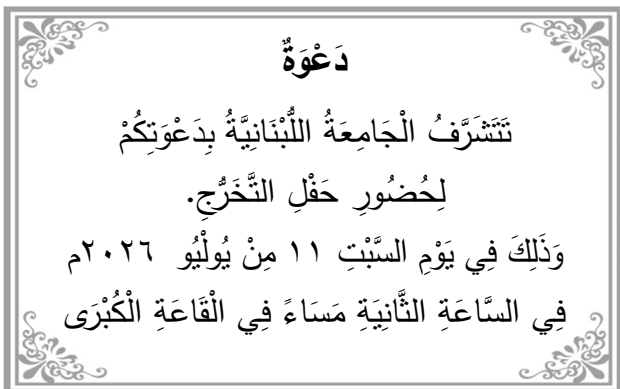 دَعْوَةٌ
تَتَشَرَّفُ الْجَامِعَةُ اللُّبْنَانِيَّةُ بِدَعْوَتِكُمْ
لِحُضُورِ حَفْلِ التَّخَرُّجِ.
وَذَلِكَ فِي يَوْمِ السَّبْتِ ١١ مِنْ يُولْيُو ٢٠٢٦م
فِي السَّاعَةِ الثَّانِيَةِ مَسَاءً فِي الْقَاعَةِ الْكُبْرَى